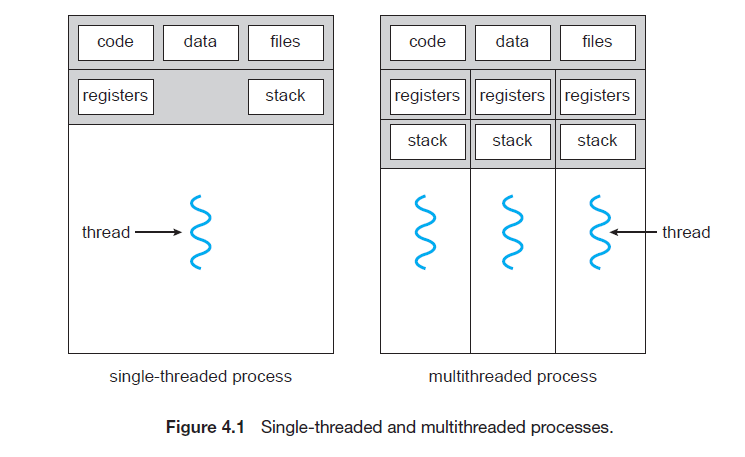 code data files
registers stack
thread
single-threaded process
code data files
registers registers registers
stack stack stack
thread
multithreaded process
Figure 4.1 Single-threaded and multithreaded processes.